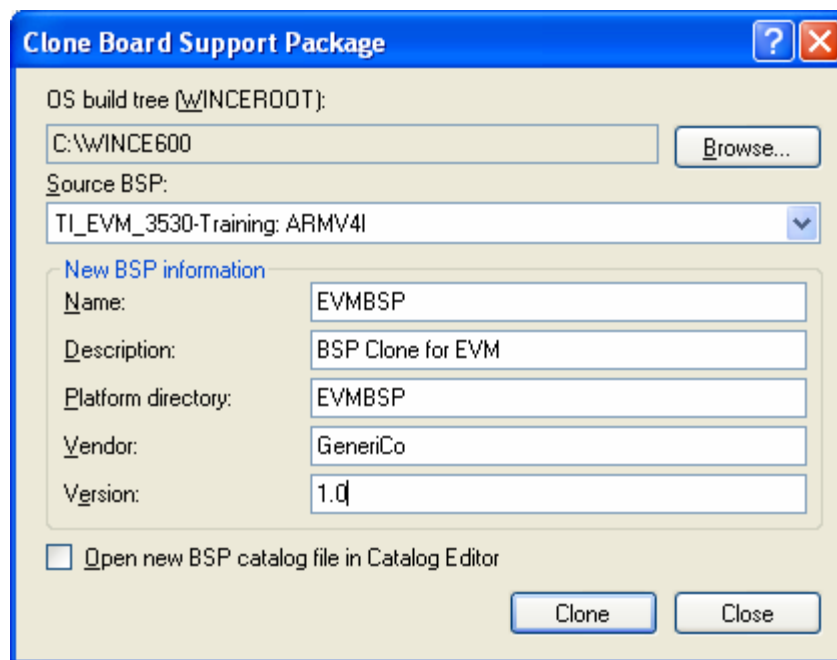 Clone Board Support Package
OS build tree (WINCEROOT):
C:\WINCE600
Browse...
Source BSP:
TI_EVM_3530-Training: ARMV4I
New BSP information
Name:
EVMBSP
Description:
BSP Clone for EVM
Platform directory:
EVMBSP
Vendor:
GeneriCo
Version:
1.0
Open new BSP catalog file in Catalog Editor
Clone
Close